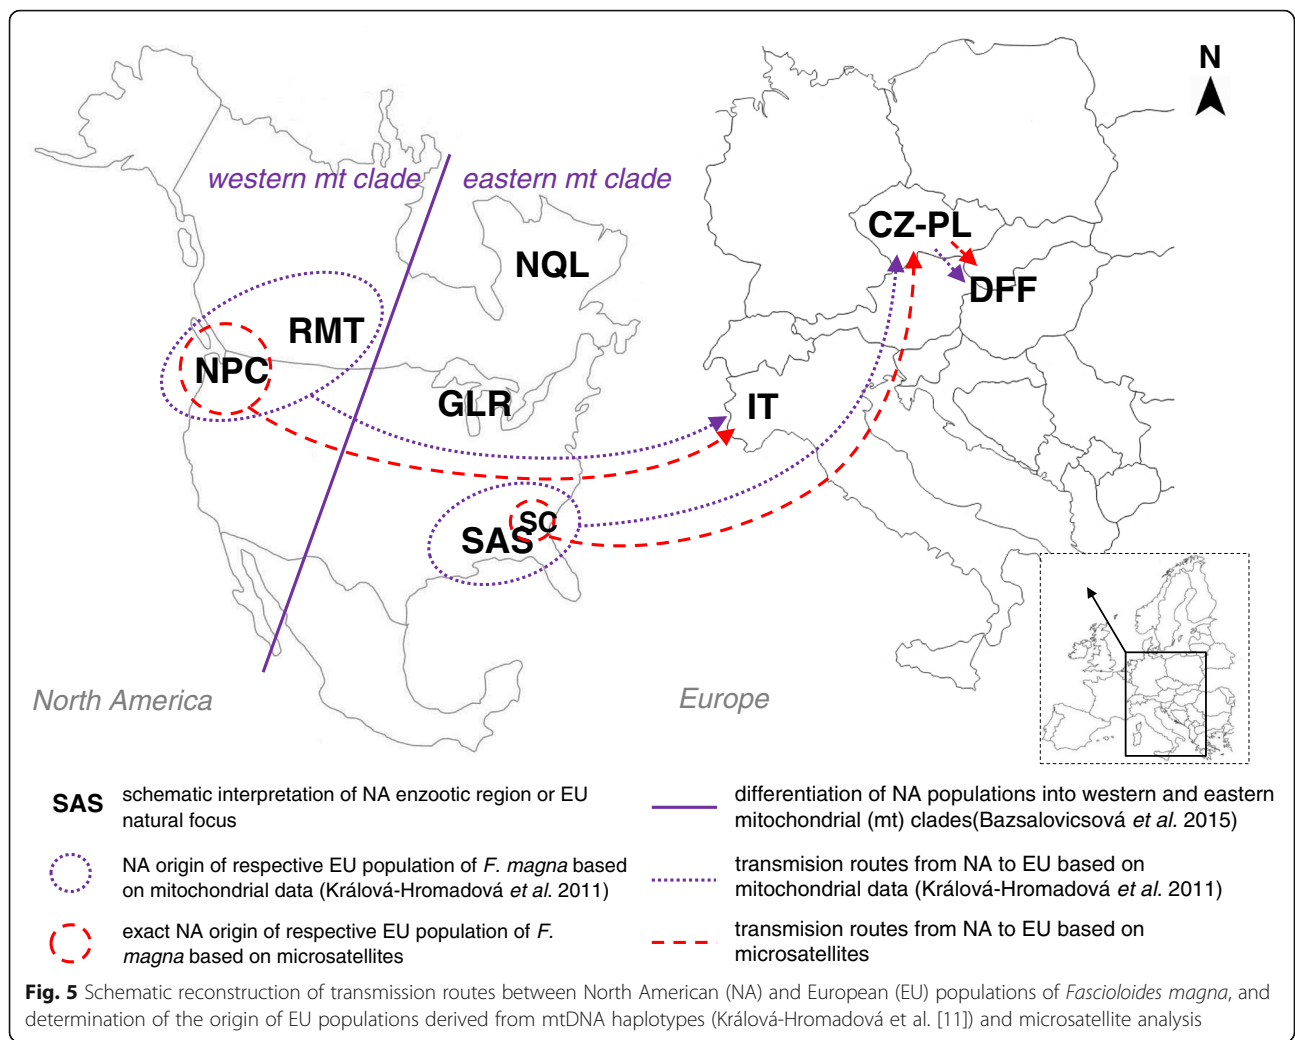 N
western mt clade
eastern mt clade
CZ-PL
NQL
DFF
RMT
NPC
GLR
IT
SC
SAS
North America
Europe
SAS
schematic interpretation of NA enzootic region or EU
natural focus
NA origin of respective EU population of F. magna based
on mitochondrial data (Králová-Hromadová et al. 2011)
exact NA origin of respective EU population of F.
magna based on microsatellites
differentiation of NA populations into western and eastern
mitochondrial (mt) clades(Bazsalovicsová et al. 2015)
transmision routes from NA to EU based on
mitochondrial data (Králová-Hromadová et al. 2011)
transmision routes from NA to EU based on
microsatellites
Fig. 5 Schematic reconstruction of transmission routes between North American (NA) and European (EU) populations of Fascioloides magna, and
determination of the origin of EU populations derived from mtDNA haplotypes (Králová-Hromadová et al. [11]) and microsatellite analysis